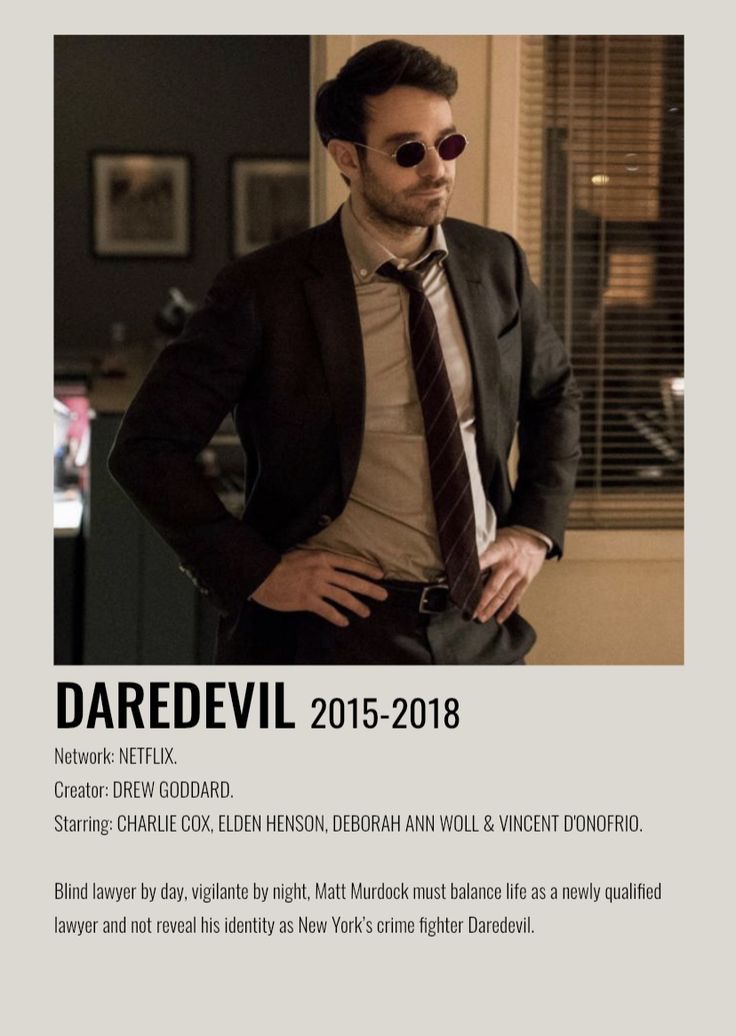 DAREDEVIL 2015-2018
Network: NETFLIX.
Creator: DREW GODDARD.
Starring: CHARLIE COX, ELDEN HENSON, DEBORAH ANN WOLL & VINCENT D'ONOFRIO.
Blind lawyer by day, vigilante by night, Matt Murdock must balance life as a newly qualified
lawyer and not reveal his identity as New York’s crime fighter Daredevil.